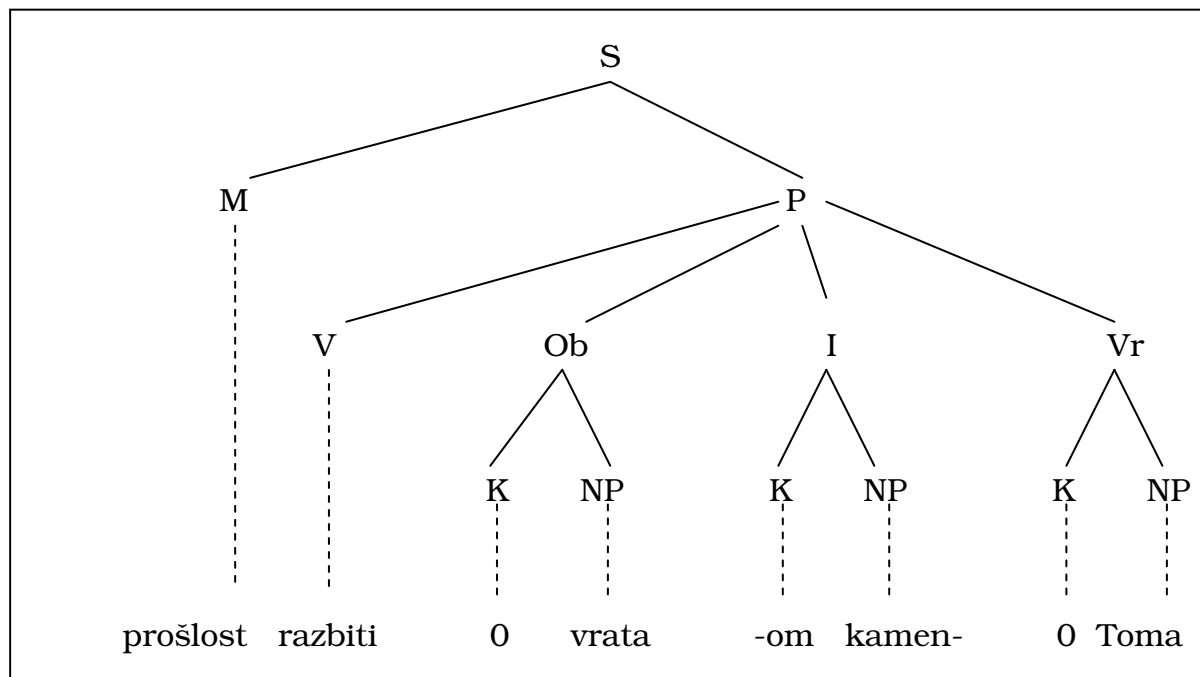 S
M P
V Ob I Vr
K NP K NP K NP
prošlost razbiti 0 vrata -om kamen- 0 Toma